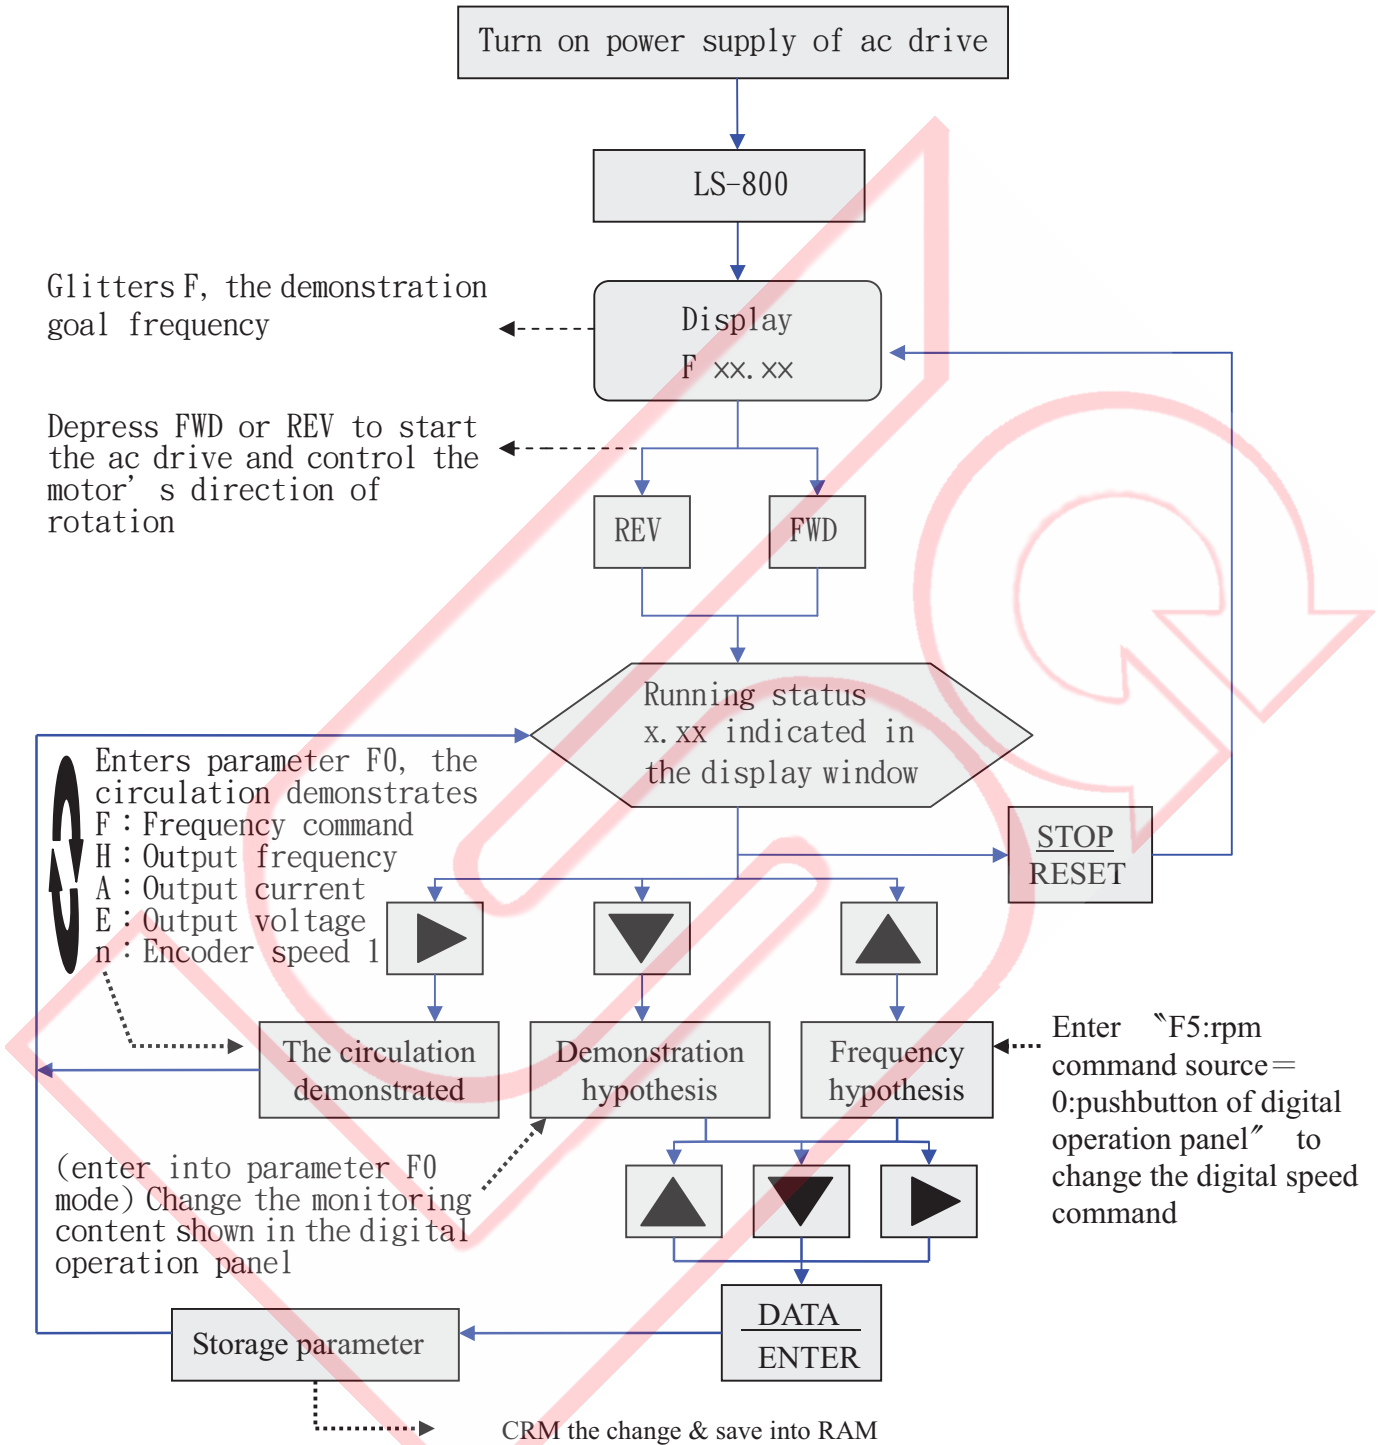 Turn on power supply of ac drive
LS-800
Glitters F, the demonstration
goal frequency
Display
F xx.xx
Depress FWD or REV to start
the ac drive and control the
motor's direction of
rotation
REV
FWD
Running status
x.xx indicated in
the display window
Enters parameter F0, the
circulation demonstrates
F：Frequency command
H：Output frequency
A：Output current
E：Output voltage
n：Encoder speed 1
STOP
RESET
The circulation
demonstrated
Demonstration
hypothesis
Frequency
hypothesis
Enter 〝F5:rpm
command source＝
0:pushbutton of digital
operation panel〞 to
change the digital speed
command
(enter into parameter F0
mode) Change the monitoring
content shown in the digital
operation panel
DATA
ENTER
Storage parameter
CRM the change & save into RAM